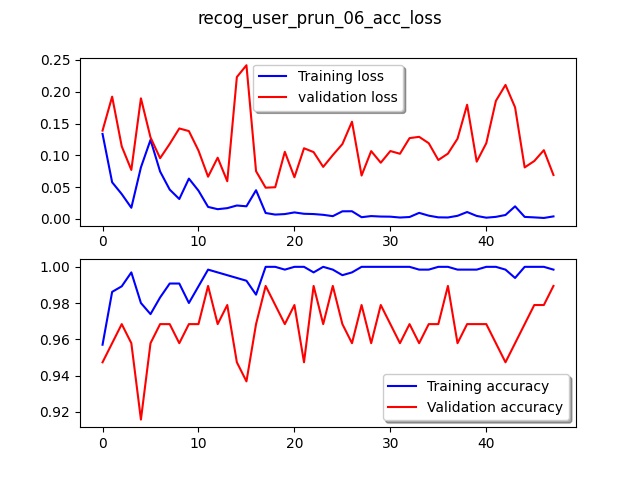 recog_user_prun_06_acc_loss
0.25
0.20
0.15
0.10
0.05
0.00
Training loss
validation loss
0 10 20 30 40
1.00
0.98
0.96
0.94
0.92
Training accuracy
Validation accuracy
0 10 20 30 40